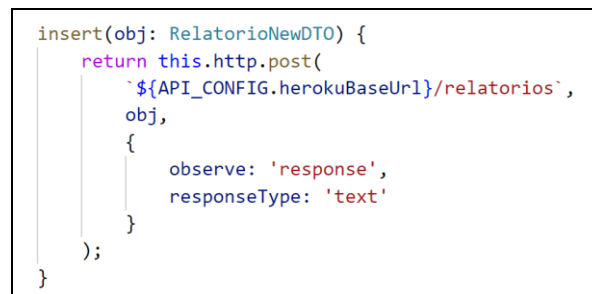 insert(obj: RelatorioNewDTO) {
    return this.http.post(
        `${API_CONFIG.herokuBaseUrl}/relatorios`,
        obj,
        {
            observe: 'response',
            responseType: 'text'
        }
    );
}